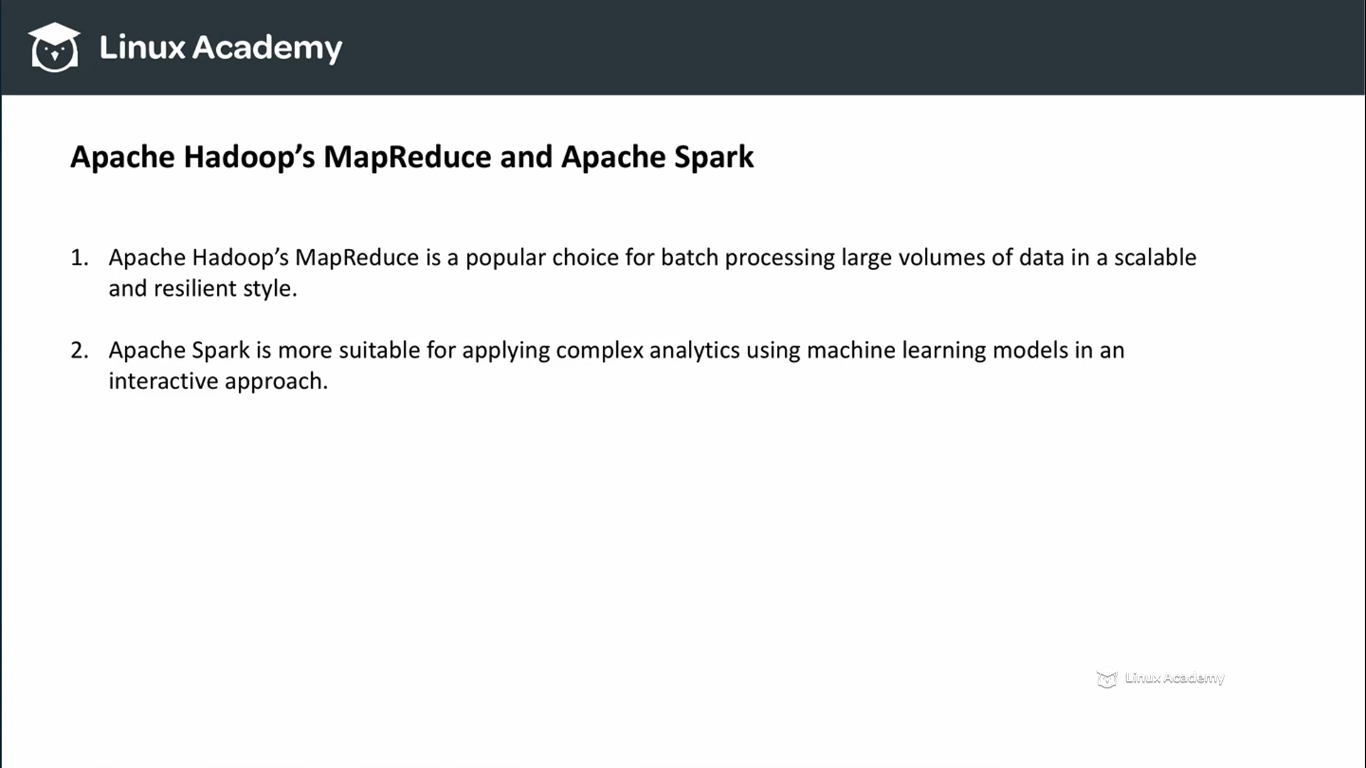 Linux Academy
Apache Hadoop’s MapReduce and Apache Spark
1. Apache Hadoop’s MapReduce is a popular choice for batch processing large volumes of data in a scalable
and resilient style.
2. Apache Spark is more suitable for applying complex analytics using machine learning models in an
interactive approach.
Linux Academy